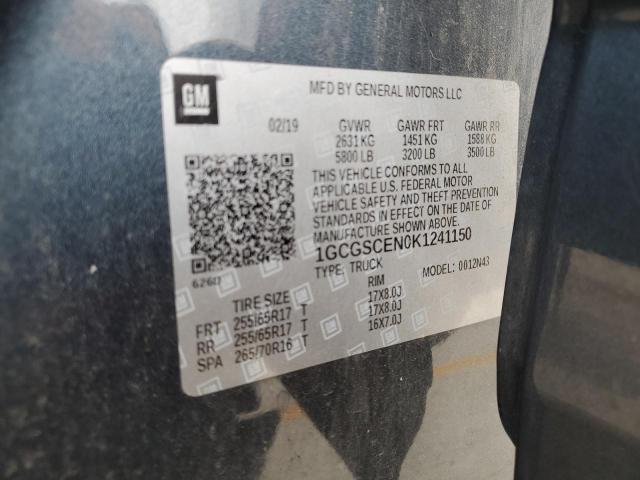 GM
MFD BY GENERAL MOTORS LLC
02/19 GVWR GAWR FRT GAWR RR
2631 KG 1451 KG 1588 KG
5800 LB 3200 LB 3500 LB
THIS VEHICLE CONFORMS TO ALL
APPLICABLE U.S. FEDERAL MOTOR
VEHICLE SAFETY AND THEFT PREVENTION
STANDARDS IN EFFECT ON THE DATE OF
MANUFACTURE SHOWN ABOVE.
1GCGSCEN0K1241150
TYPE: TRUCK MODEL: 0012N43
TIRE SIZE RIM
FRT 255/65R17 T 17X8.0J
RR 255/65R17 T 17X8.0J
SPA 265/70R16 T 16X7.0J